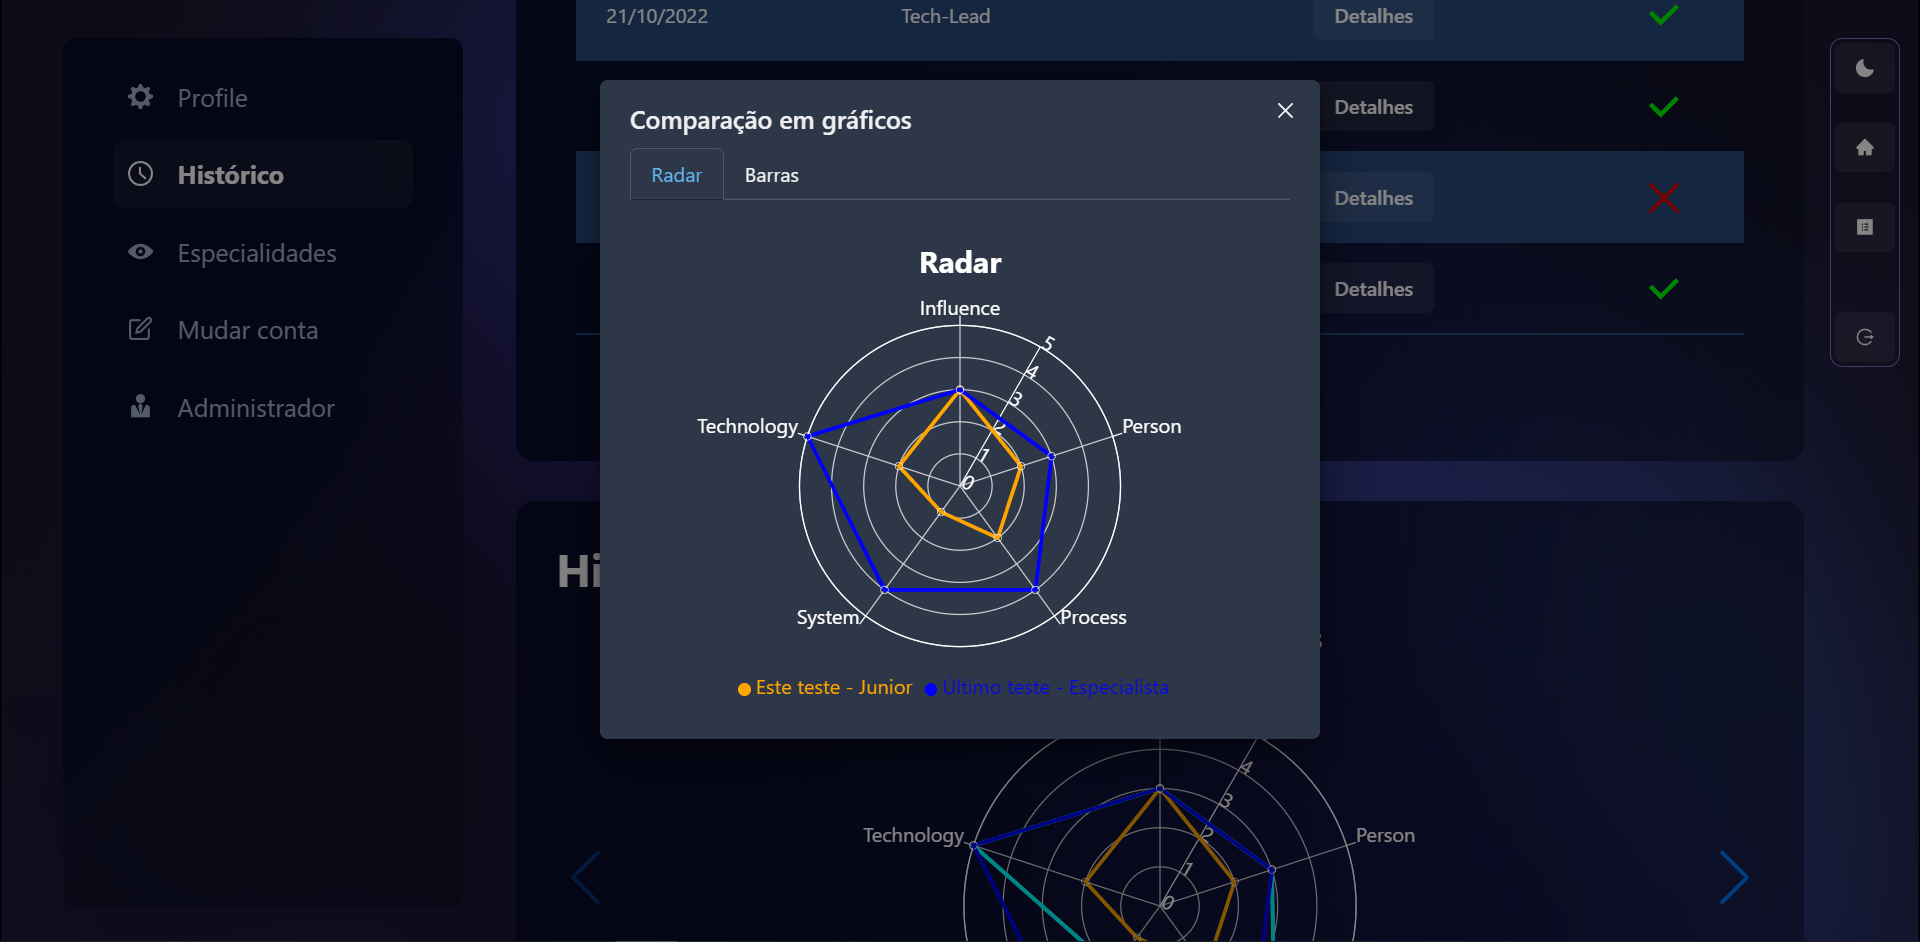 21/10/2022 Tech-Lead Detalhes
Profile
Histórico
Especialidades
Mudar conta
Administrador
Detalhes
Detalhes
Detalhes
Comparação em gráficos
Radar Barras
Radar
Influence
5
4
3
2
1
0
Technology
Person
System
Process
Este teste - Junior Último teste - Especialista
Hi
4
3
2
1
0
Technology
Person